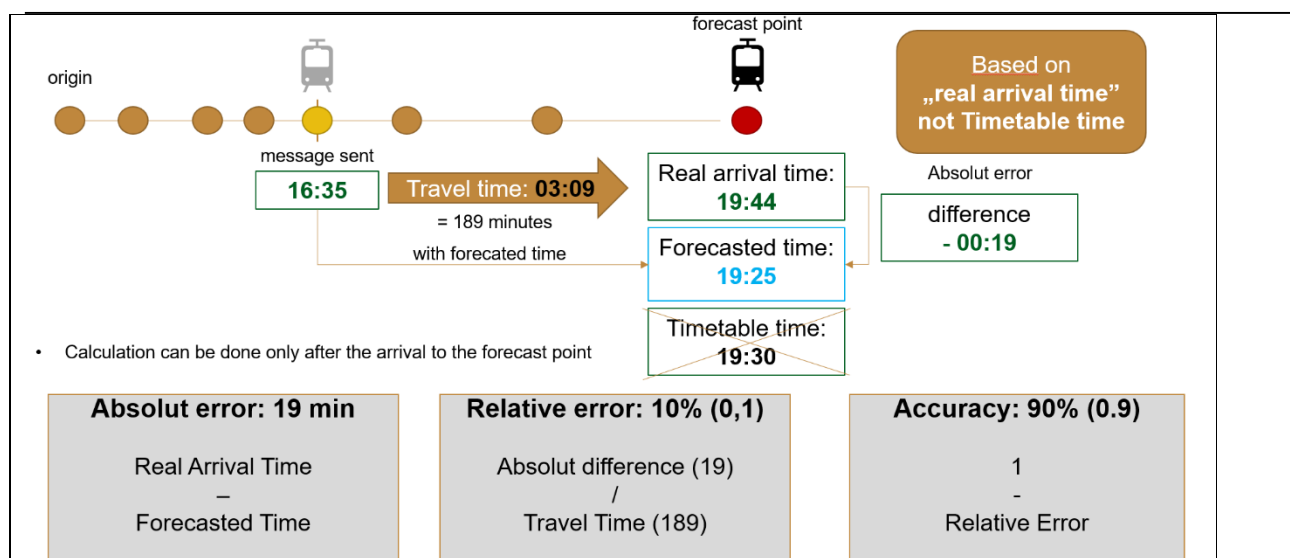 forecast point
origin
Based on
„real arrival time”
not Timetable time
message sent
16:35
Travel time: 03:09
= 189 minutes
with forecated time
Real arrival time:
19:44
Forecasted time:
19:25
Timetable time:
19:30
Absolut error
difference
- 00:19
• Calculation can be done only after the arrival to the forecast point
Absolut error: 19 min
Real Arrival Time
–
Forecasted Time
Relative error: 10% (0,1)
Absolut difference (19)
/
Travel Time (189)
Accuracy: 90% (0.9)
1
-
Relative Error